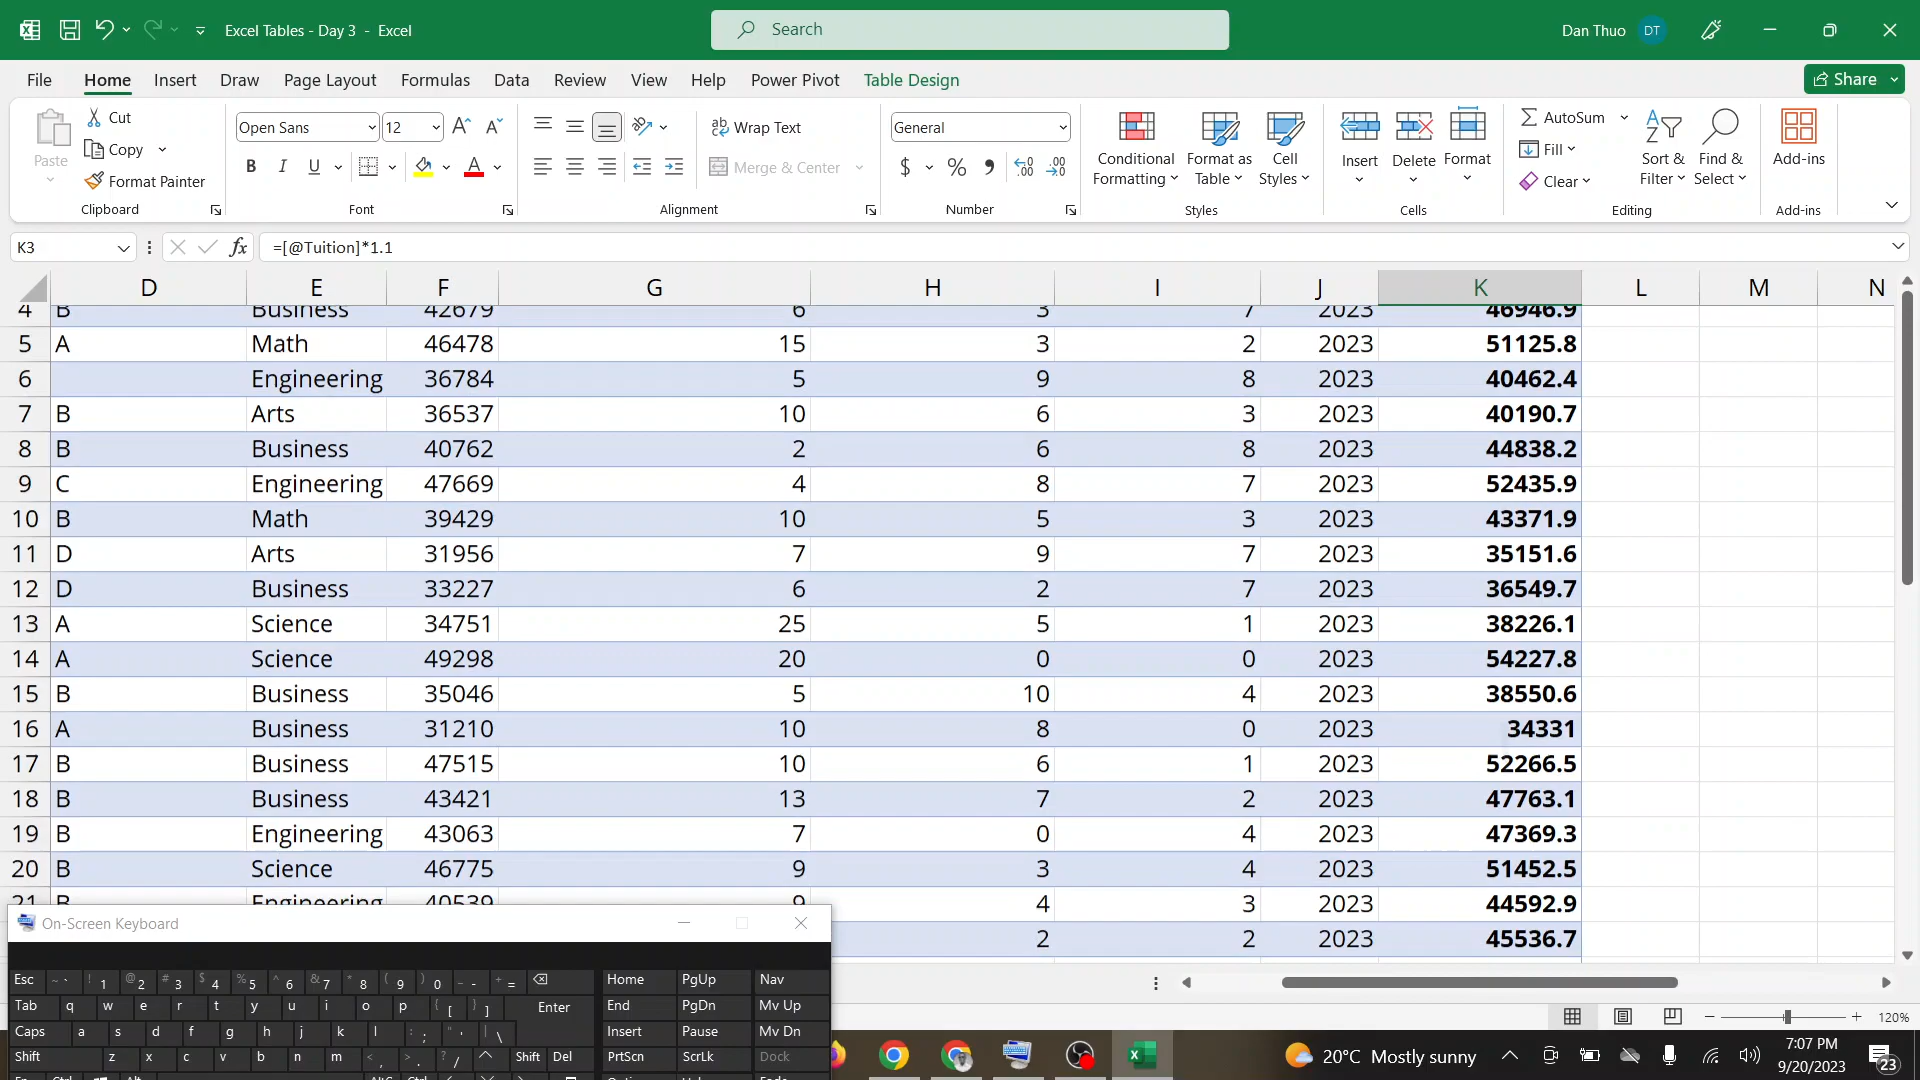 Excel Tables - Day 3 - Excel
Search
Dan Thuo
DT
File Home Insert Draw Page Layout Formulas Data Review View Help Power Pivot Table Design
Share
Paste
Cut
Copy
Format Painter
Clipboard
Open Sans
12
B I U
Font
Wrap Text
Merge & Center
Alignment
General
$ % ,
Number
Conditional Formatting
Format as Table
Cell Styles
Styles
Insert
Delete
Format
Cells
AutoSum
Fill
Clear
Sort & Filter
Find & Select
Editing
Add-ins
Add-ins
K3
fx
=[@Tuition]*1.1
D E F G H I J K L M N
4 B Business 42679 6 3 7 2023 46946.9
5 A Math 46478 15 3 2 2023 51125.8
6 Engineering 36784 5 9 8 2023 40462.4
7 B Arts 36537 10 6 3 2023 40190.7
8 B Business 40762 2 6 8 2023 44838.2
9 C Engineering 47669 4 8 7 2023 52435.9
10 B Math 39429 10 5 3 2023 43371.9
11 D Arts 31956 7 9 7 2023 35151.6
12 D Business 33227 6 2 7 2023 36549.7
13 A Science 34751 25 5 1 2023 38226.1
14 A Science 49298 20 0 0 2023 54227.8
15 B Business 35046 5 10 4 2023 38550.6
16 A Business 31210 10 8 0 2023 34331
17 B Business 47515 10 6 1 2023 52266.5
18 B Business 43421 13 7 2 2023 47763.1
19 B Engineering 43063 7 0 4 2023 47369.3
20 B Science 46775 9 3 4 2023 51452.5
21 B Engineering 40539 9 4 3 2023 44592.9
2 2 2023 45536.7
On-Screen Keyboard
Esc ~ ` ! 1 @ 2 # 3 $ 4 % 5 ^ 6 & 7 * 8 ( 9 ) 0 _ - + = Home PgUp Nav
Tab q w e r t y u i o p { [ } ] Enter End PgDn Mv Up
Caps a s d f g h j k l : ; " ' | \ Insert Pause Mv Dn
Shift z x c v b n m < , > . ? / ^ Shift Del PrtScn ScrLk Dock
120%
20°C Mostly sunny
7:07 PM
9/20/2023
23